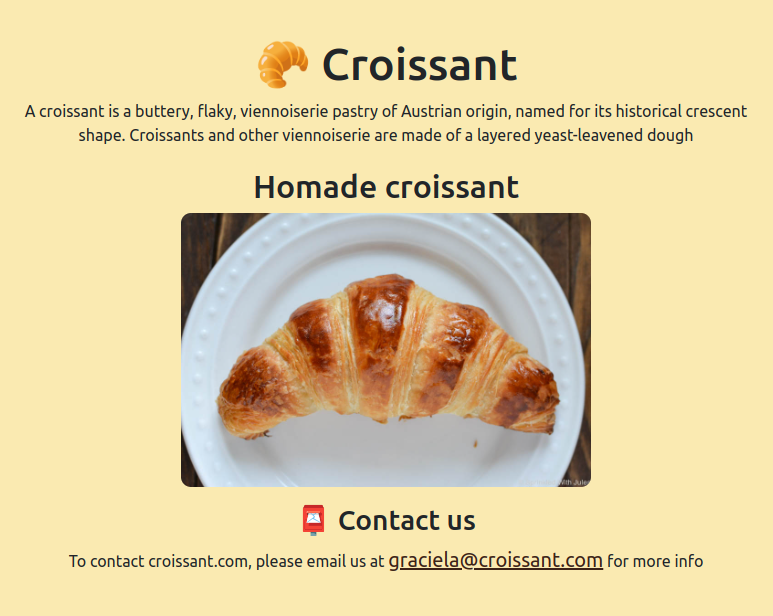 Croissant
A croissant is a buttery, flaky, viennoiserie pastry of Austrian origin, named for its historical crescent
shape. Croissants and other viennoiserie are made of a layered yeast-leavened dough
Homade croissant
Contact us
To contact croissant.com, please email us at graciela@croissant.com for more info